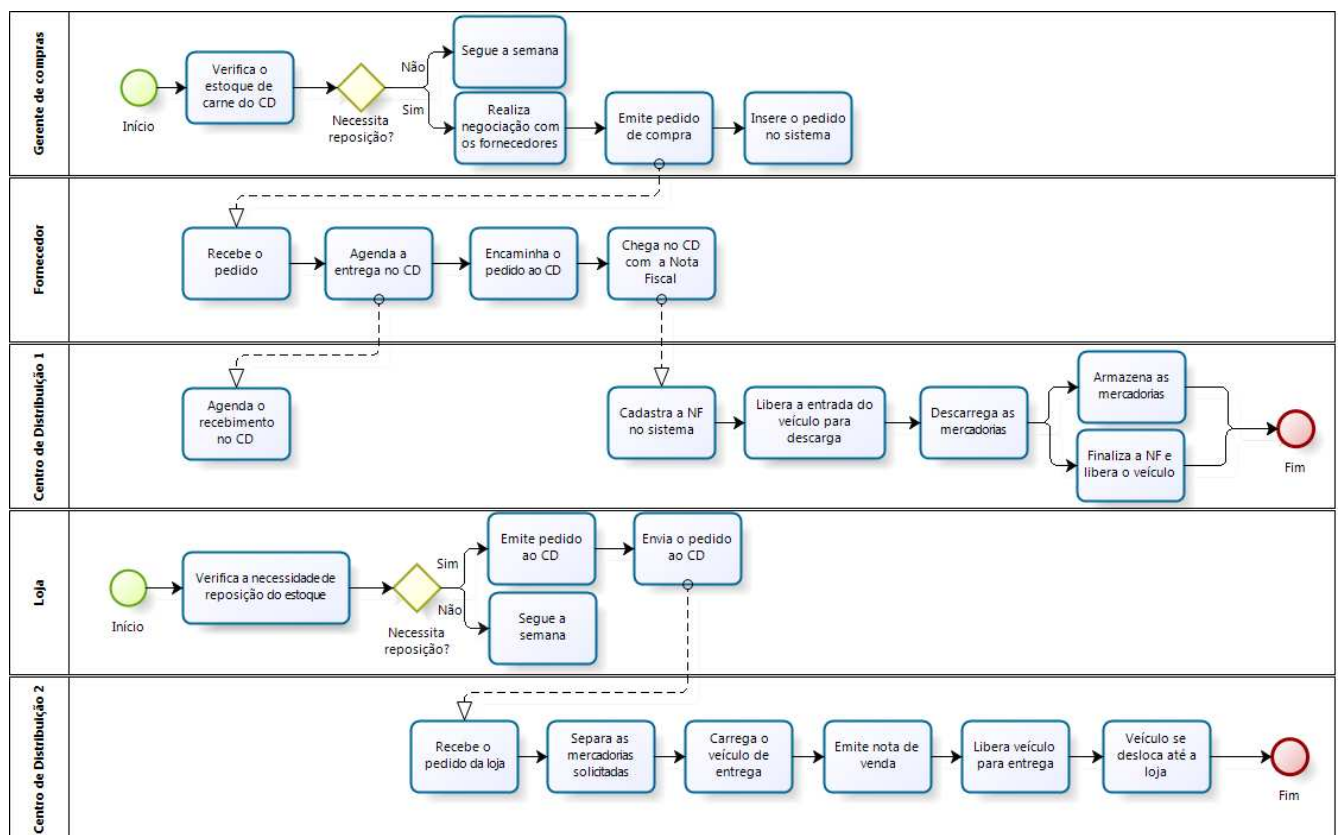 Gerente de compras
Início
Verifica o
estoque de
carne do CD
Necessita
reposição?
Não
Sim
Segue a semana
Realiza
negociação com
os fornecedores
Emite pedido
de compra
Insere o pedido
no sistema
Fornecedor
Recebe o
pedido
Agenda a
entrega no CD
Encaminha o
pedido ao CD
Chega no CD
com a Nota
Fiscal
Centro de Distribuição 1
Agenda o
recebimento
no CD
Cadastra a NF
no sistema
Libera a entrada do
veículo para
descarga
Descarrega as
mercadorias
Armazena as
mercadorias
Finaliza a NF e
libera o veículo
Fim
Loja
Início
Verifica a necessidade de
reposição do estoque
Necessita
reposição?
Sim
Não
Emite pedido
ao CD
Envia o pedido
ao CD
Segue a
semana
Centro de Distribuição 2
Recebe o
pedido da loja
Separa as
mercadorias
solicitadas
Carrega o
veículo de
entrega
Emite nota de
venda
Libera veículo
para entrega
Veículo se
desloca até a
loja
Fim